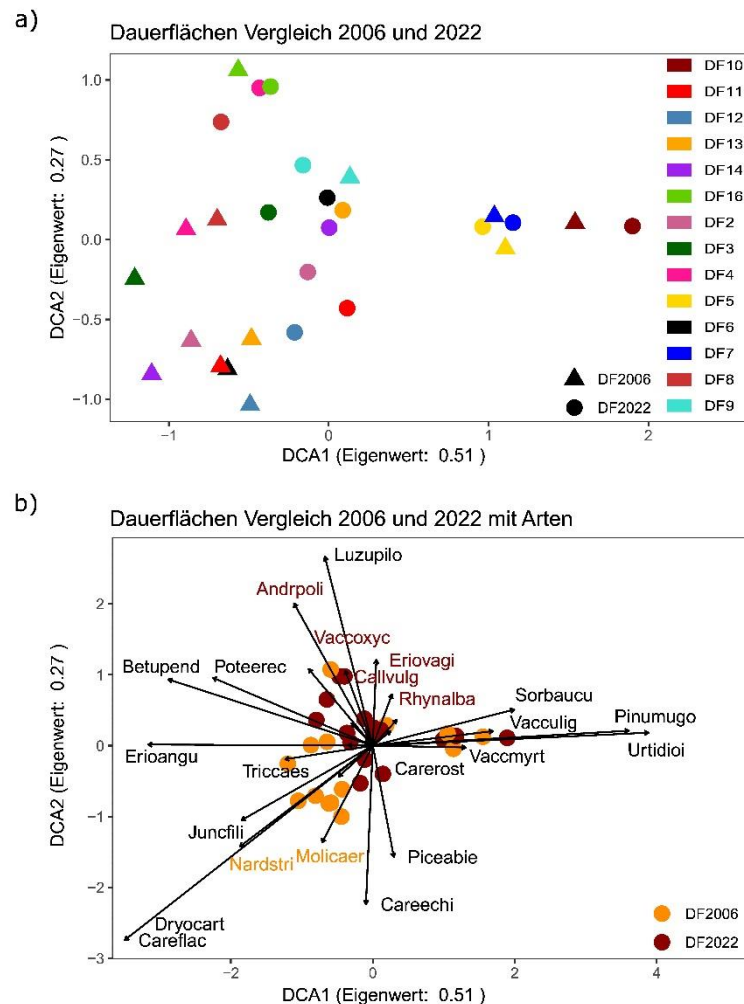 a)
Dauerflächen Vergleich 2006 und 2022
DCA2 (Eigenwert: 0.27)
1.0
0.5
0.0
−0.5
−1.0
−1
0
1
2
DCA1 (Eigenwert: 0.51 )
DF10
DF11
DF12
DF13
DF14
DF16
DF2
DF3
DF4
DF5
DF6
DF7
DF8
DF9
DF2006
DF2022
b)
Dauerflächen Vergleich 2006 und 2022 mit Arten
DCA2 (Eigenwert: 0.27)
2
1
0
−1
−2
−3
Luzupilo
Andrpoli
Vaccoxyc
Eriovagi
Betupend
Poteerec
Callvulg
Rhynalba
Sorbaucu
Vacculig
Pinumugo
Erioangu
Urtidioi
Vaccmyrt
Triccaes
Carerost
Juncfili
Nardstri
Molicaer
Piceabie
Careechi
Dryocart
Careflac
DF2006
DF2022
−2
0
2
4
DCA1 (Eigenwert: 0.51 )